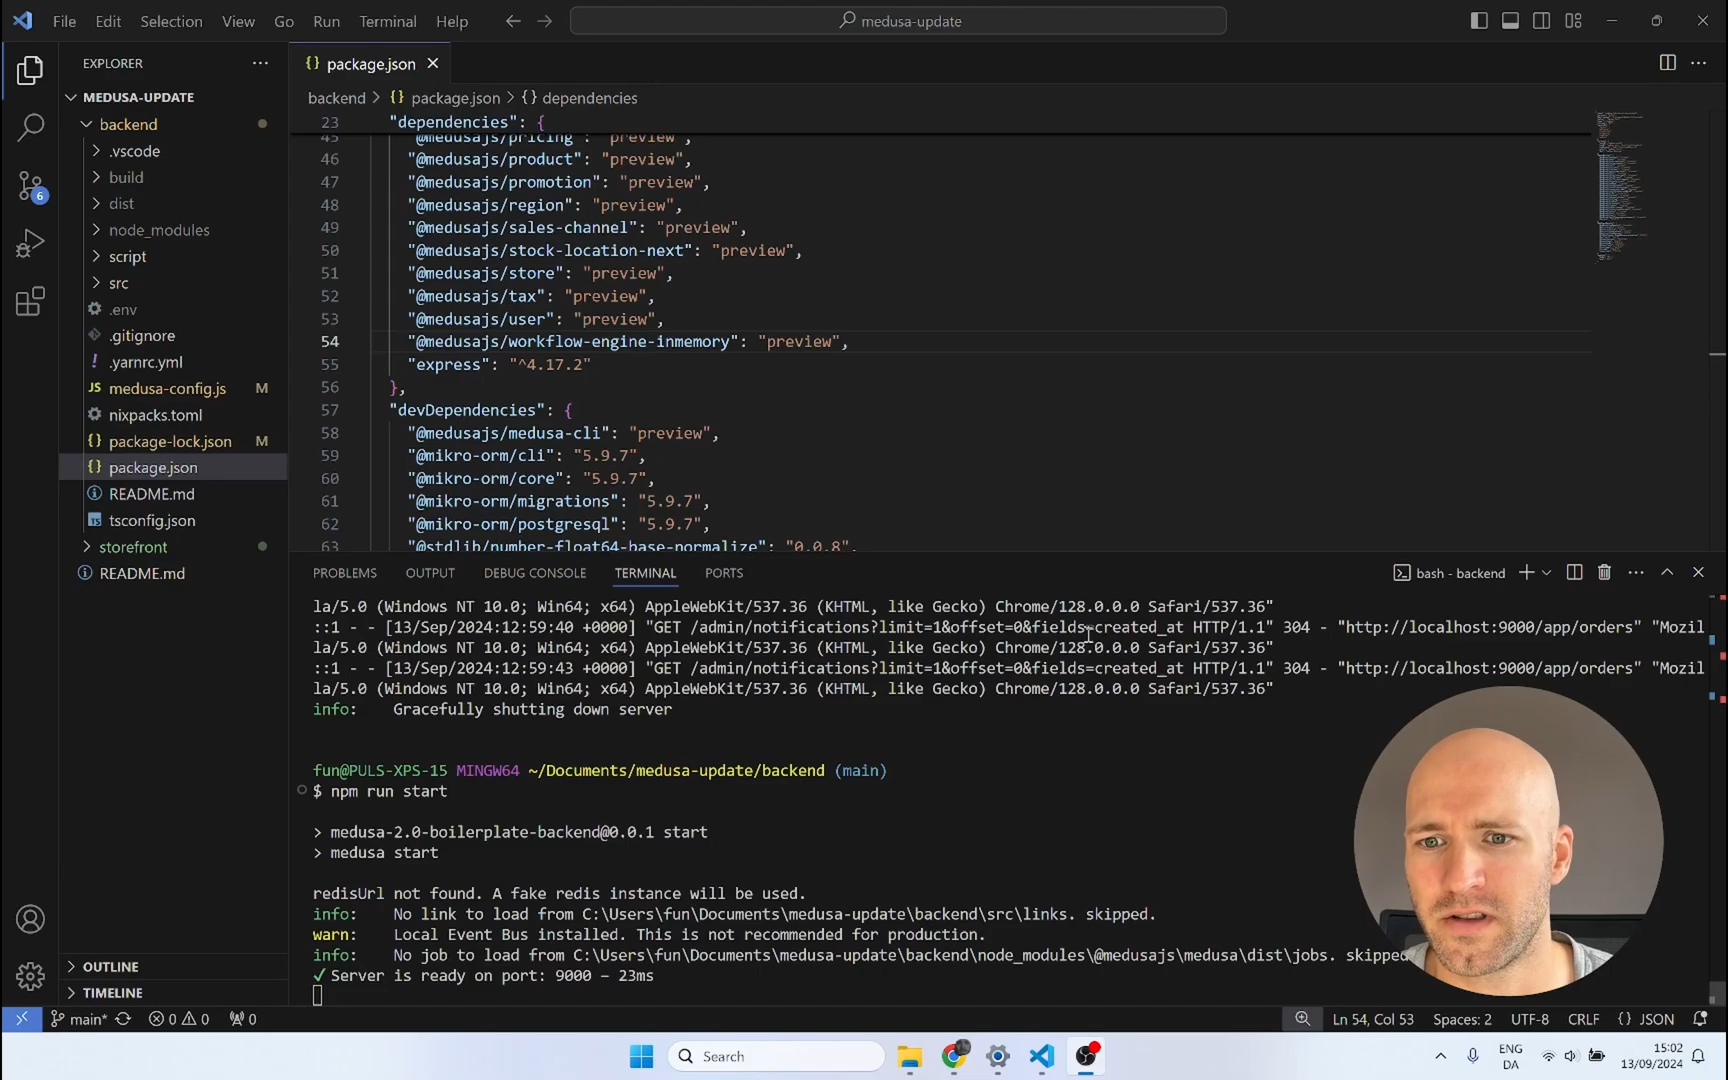 File Edit Selection View Go Run Terminal Help
medusa-update
EXPLORER
package.json
MEDUSA-UPDATE
backend > {} package.json > {} dependencies
backend
.vscode
build
dist
node_modules
script
src
.env
.gitignore
.yarnrc.yml
medusa-config.js M
nixpacks.toml
package-lock.json M
package.json
README.md
tsconfig.json
storefront
README.md
OUTLINE
TIMELINE
6
23 "dependencies": {
45 "@medusajs/pricing": "preview",
46 "@medusajs/product": "preview",
47 "@medusajs/promotion": "preview",
48 "@medusajs/region": "preview",
49 "@medusajs/sales-channel": "preview",
50 "@medusajs/stock-location-next": "preview",
51 "@medusajs/store": "preview",
52 "@medusajs/tax": "preview",
53 "@medusajs/user": "preview",
54 "@medusajs/workflow-engine-inmemory": "preview",
55 "express": "^4.17.2"
56 },
57 "devDependencies": {
58 "@medusajs/medusa-cli": "preview",
59 "@mikro-orm/cli": "5.9.7",
60 "@mikro-orm/core": "5.9.7",
61 "@mikro-orm/migrations": "5.9.7",
62 "@mikro-orm/postgresql": "5.9.7",
63 "@stdlib/number-float64-base-normalize": "0.0.8",
PROBLEMS OUTPUT DEBUG CONSOLE TERMINAL PORTS
bash - backend
la/5.0 (Windows NT 10.0; Win64; x64) AppleWebKit/537.36 (KHTML, like Gecko) Chrome/128.0.0.0 Safari/537.36"
::1 - - [13/Sep/2024:12:59:40 +0000] "GET /admin/notifications?limit=1&offset=0&fields=created_at HTTP/1.1" 304 - "http://localhost:9000/app/orders" "Mozil
la/5.0 (Windows NT 10.0; Win64; x64) AppleWebKit/537.36 (KHTML, like Gecko) Chrome/128.0.0.0 Safari/537.36"
::1 - - [13/Sep/2024:12:59:43 +0000] "GET /admin/notifications?limit=1&offset=0&fields=created_at HTTP/1.1" 304 - "http://localhost:9000/app/orders" "Mozil
la/5.0 (Windows NT 10.0; Win64; x64) AppleWebKit/537.36 (KHTML, like Gecko) Chrome/128.0.0.0 Safari/537.36"
info: Gracefully shutting down server
fun@PULS-XPS-15 MINGW64 ~/Documents/medusa-update/backend (main)
$ npm run start
> medusa-2.0-boilerplate-backend@0.0.1 start
> medusa start
redisUrl not found. A fake redis instance will be used.
info: No link to load from C:\Users\fun\Documents\medusa-update\backend\src\links. skipped.
warn: Local Event Bus installed. This is not recommended for production.
info: No job to load from C:\Users\fun\Documents\medusa-update\backend\node_modules\@medusajs\medusa\dist\jobs. skipped
✓ Server is ready on port: 9000 – 23ms
main* 0 0 0
Ln 54, Col 53 Spaces: 2 UTF-8 CRLF {} JSON
Search
ENG
DA
15:02
13/09/2024